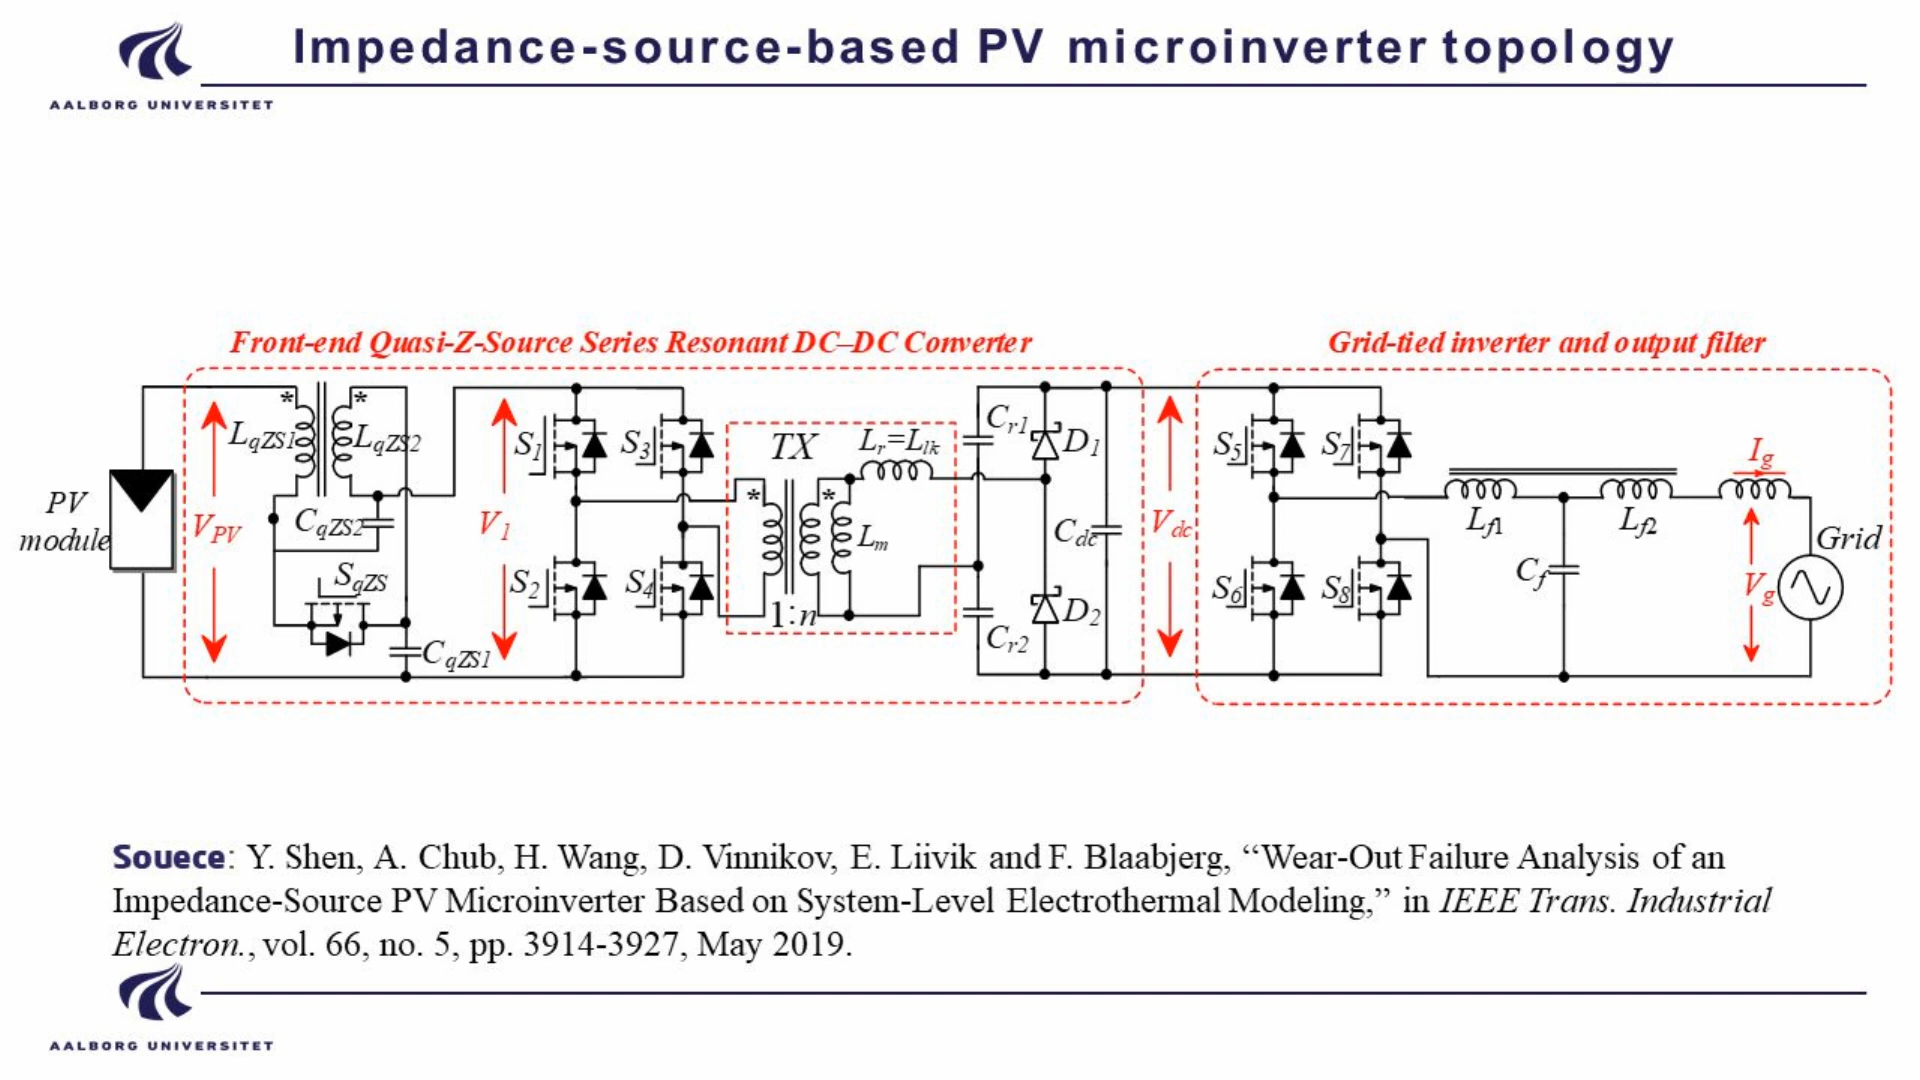 Impedance-source-based PV microinverter topology
AALBORG UNIVERSITET
Front-end Quasi-Z-Source Series Resonant DC–DC Converter
Grid-tied inverter and output filter
PV
module
V_PV
*
*
L_qZS1
L_qZS2
C_qZS2
S_qZS
C_qZS1
V_1
S_1
S_3
S_2
S_4
TX
L_r=L_lk
*
*
L_m
1:n
C_r1
D_1
C_dc
D_2
C_r2
V_dc
S_5
S_7
S_6
S_8
L_f1
L_f2
C_f
I_g
V_g
Grid
Souece: Y. Shen, A. Chub, H. Wang, D. Vinnikov, E. Liivik and F. Blaabjerg, “Wear-Out Failure Analysis of an
Impedance-Source PV Microinverter Based on System-Level Electrothermal Modeling,” in IEEE Trans. Industrial
Electron., vol. 66, no. 5, pp. 3914-3927, May 2019.
AALBORG UNIVERSITET